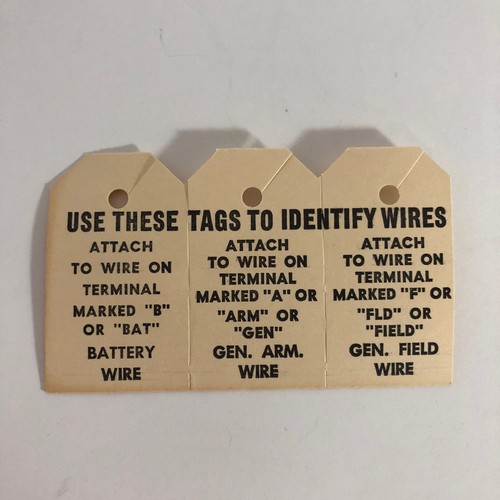 USE THESE TAGS TO IDENTIFY WIRES
ATTACH
TO WIRE ON
TERMINAL
MARKED "B"
OR "BAT"
BATTERY
WIRE
ATTACH
TO WIRE ON
TERMINAL
MARKED "A" OR
"ARM" OR
"GEN"
GEN. ARM.
WIRE
ATTACH
TO WIRE ON
TERMINAL
MARKED "F" OR
"FLD" OR
"FIELD"
GEN. FIELD
WIRE